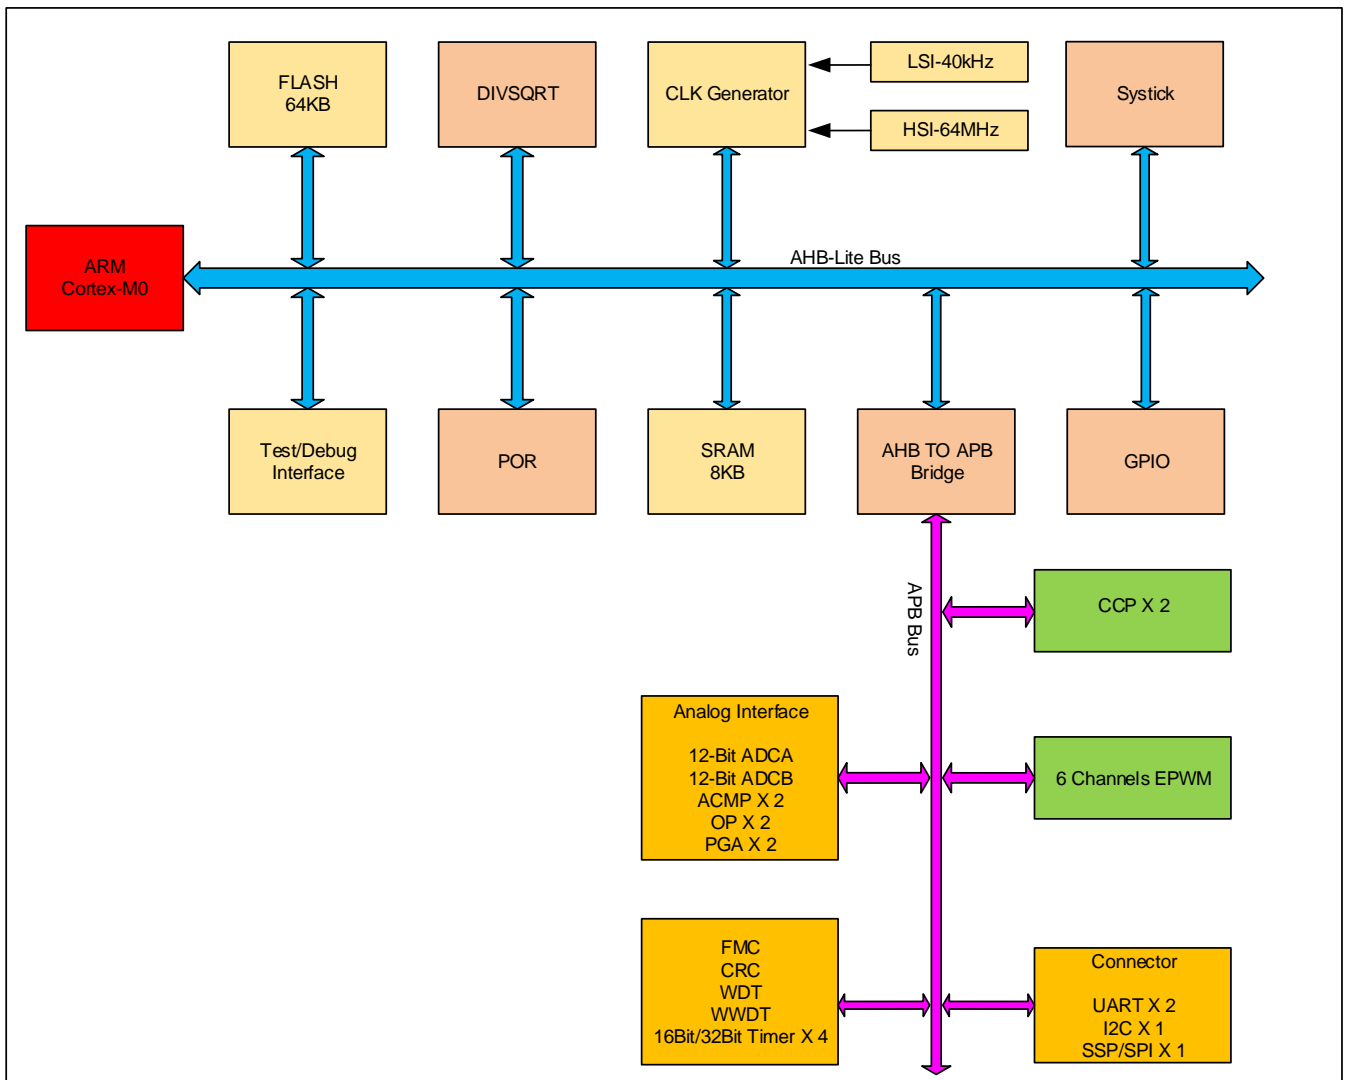 FLASH
64KB
DIVSQRT
CLK Generator
LSI-40kHz
HSI-64MHz
Systick
ARM
Cortex-M0
AHB-Lite Bus
Test/Debug
Interface
POR
SRAM
8KB
AHB TO APB
Bridge
GPIO
APB Bus
CCP X 2
Analog Interface
12-Bit ADCA
12-Bit ADCB
ACMP X 2
OP X 2
PGA X 2
6 Channels EPWM
FMC
CRC
WDT
WWDT
16Bit/32Bit Timer X 4
Connector
UART X 2
I2C X 1
SSP/SPI X 1